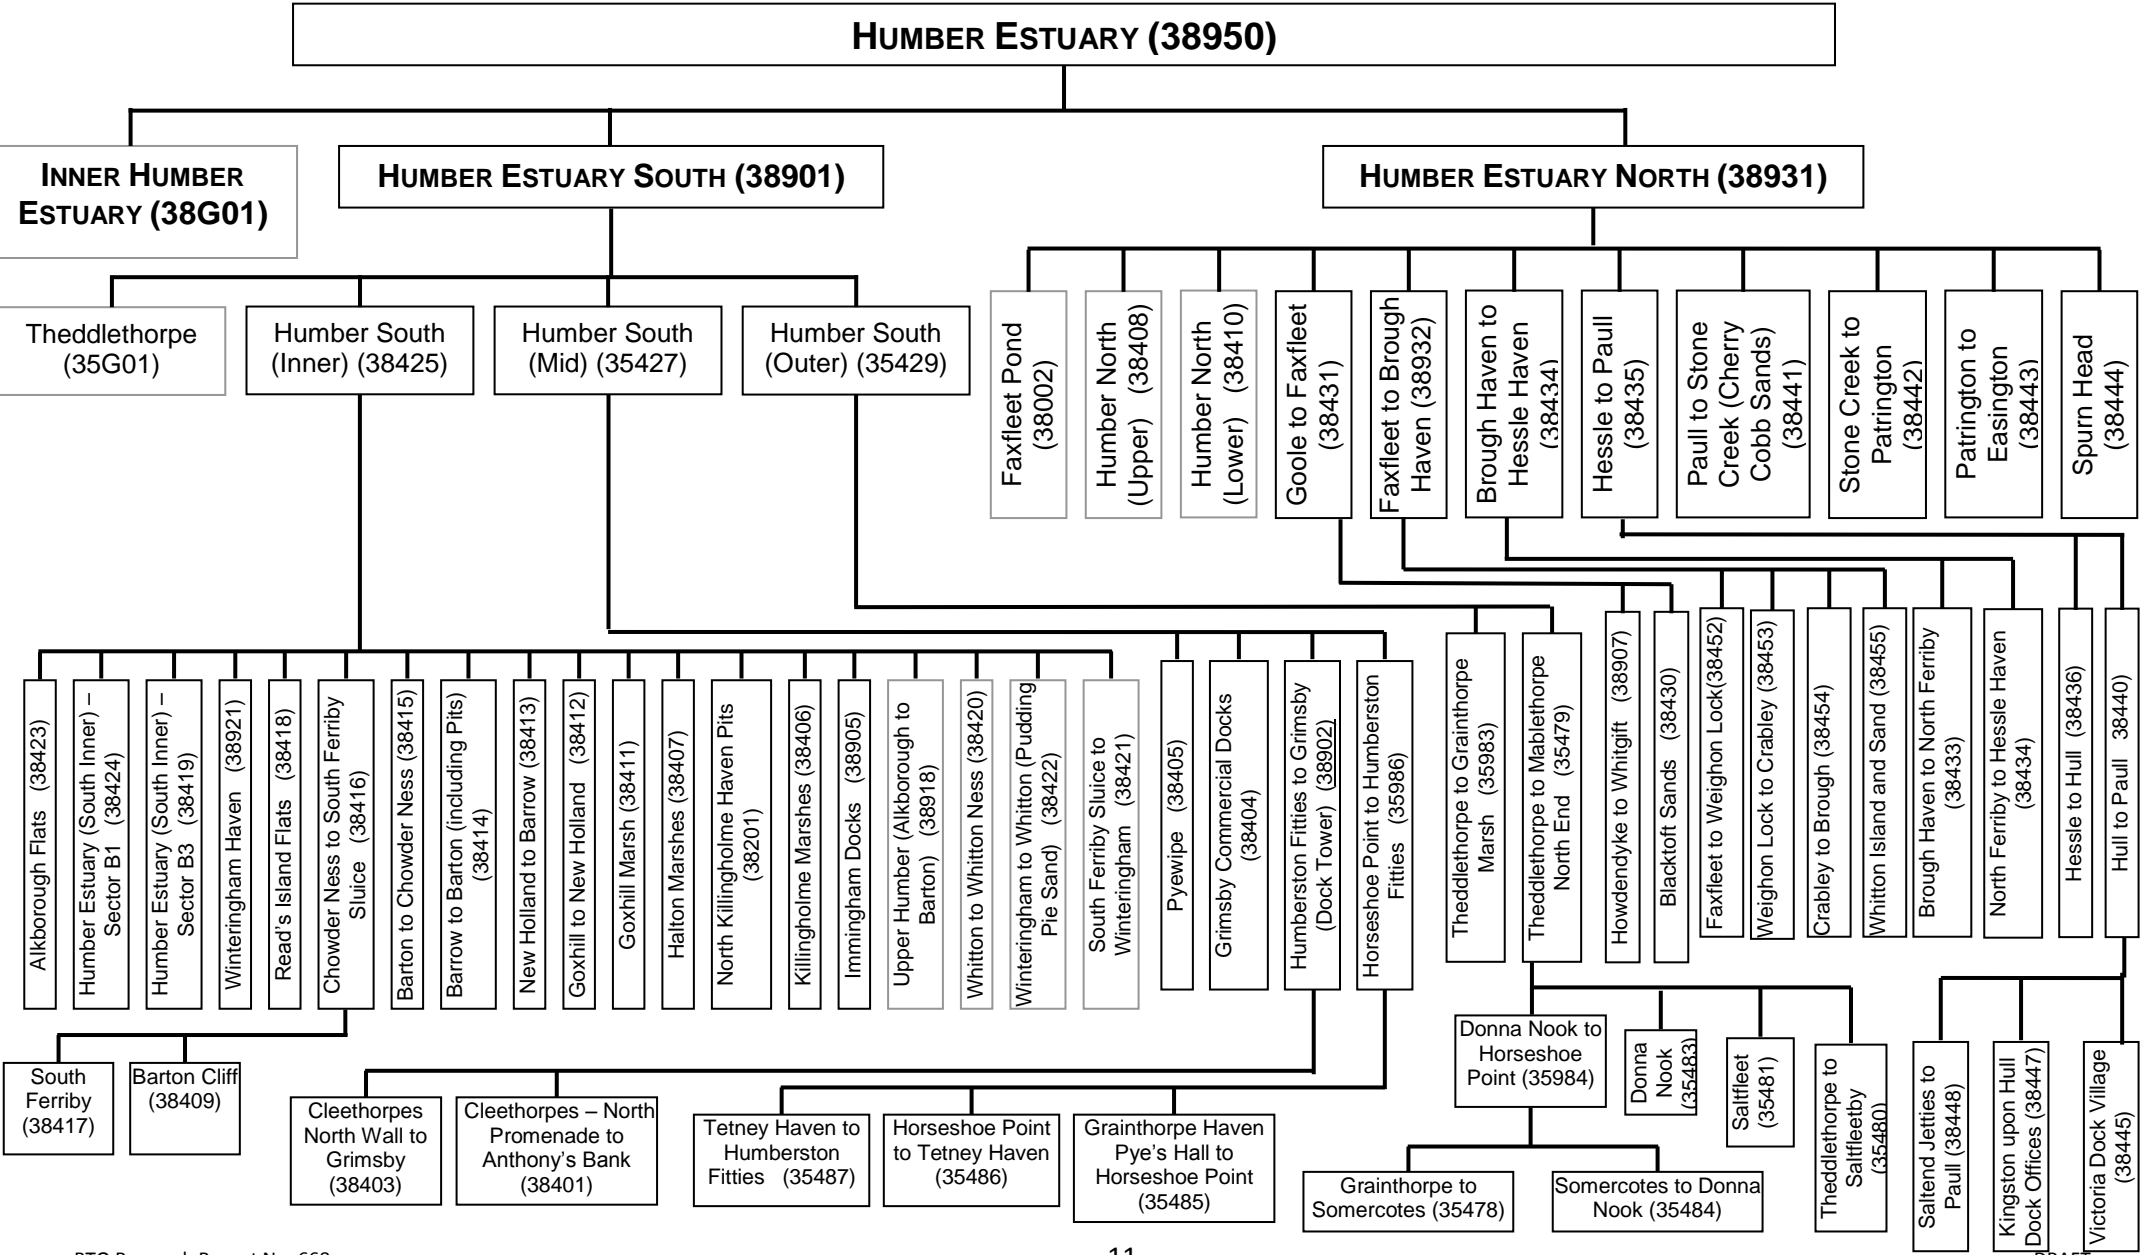 HUMBER ESTUARY (38950)
INNER HUMBER
ESTUARY (38G01)
HUMBER ESTUARY SOUTH (38901)
HUMBER ESTUARY NORTH (38931)
Theddlethorpe
(35G01)
Humber South
(Inner) (38425)
Humber South
(Mid) (35427)
Humber South
(Outer) (35429)
Faxfleet Pond
(38002)
Humber North
(Upper) (38408)
Humber North
(Lower) (38410)
Goole to Faxfleet
(38431)
Faxfleet to Brough
Haven (38932)
Brough Haven to
Hessle Haven
(38434)
Hessle to Paull
(38435)
Paull to Stone
Creek (Cherry
Cobb Sands)
(38441)
Stone Creek to
Patrington
(38442)
Patrington to
Easington
(38443)
Spurn Head
(38444)
Alkborough Flats (38423)
Humber Estuary (South Inner) –
Sector B1 (38424)
Humber Estuary (South Inner) –
Sector B3 (38419)
Winteringham Haven (38921)
Read's Island Flats (38418)
Chowder Ness to South Ferriby
Sluice (38416)
Barton to Chowder Ness (38415)
Barrow to Barton (including Pits)
(38414)
New Holland to Barrow (38413)
Goxhill to New Holland (38412)
Goxhill Marsh (38411)
Halton Marshes (38407)
North Killingholme Haven Pits
(38201)
Killingholme Marshes (38406)
Immingham Docks (38905)
Upper Humber (Alkborough to
Barton) (38918)
Whitton to Whitton Ness (38420)
Winteringham to Whitton (Pudding
Pie Sand) (38422)
South Ferriby Sluice to
Winteringham (38421)
Pyewipe (38405)
Grimsby Commercial Docks
(38404)
Humberston Fitties to Grimsby
(Dock Tower) (38902)
Horseshoe Point to Humberston
Fitties (35986)
Theddlethorpe to Grainthorpe
Marsh (35983)
Theddlethorpe to Mablethorpe
North End (35479)
Howdendyke to Whitgift (38907)
Blacktoft Sands (38430)
Faxfleet to Weighon Lock(38452)
Weighon Lock to Crabley (38453)
Crabley to Brough (38454)
Whitton Island and Sand (38455)
Brough Haven to North Ferriby
(38433)
North Ferriby to Hessle Haven
(38434)
Hessle to Hull (38436)
Hull to Paull 38440)
South
Ferriby
(38417)
Barton Cliff
(38409)
Cleethorpes
North Wall to
Grimsby
(38403)
Cleethorpes – North
Promenade to
Anthony's Bank
(38401)
Tetney Haven to
Humberston
Fitties (35487)
Horseshoe Point
to Tetney Haven
(35486)
Grainthorpe Haven
Pye's Hall to
Horseshoe Point
(35485)
Donna Nook to
Horseshoe
Point (35984)
Donna
Nook
(35483)
Saltfleet
(35481)
Theddlethorpe to
Saltfleetby
(35480)
Grainthorpe to
Somercotes (35478)
Somercotes to Donna
Nook (35484)
Saltend Jetties to
Paull (38448)
Kingston upon Hull
Dock Offices (38447)
Victoria Dock Village
(38445)
11